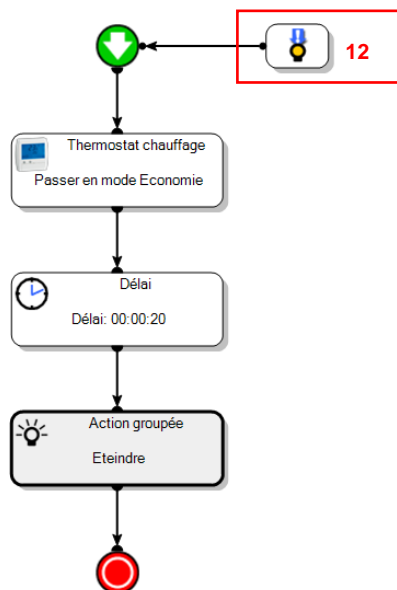 12
Thermostat chauffage
Passer en mode Economie
Délai
Délai: 00:00:20
Action groupée
Eteindre